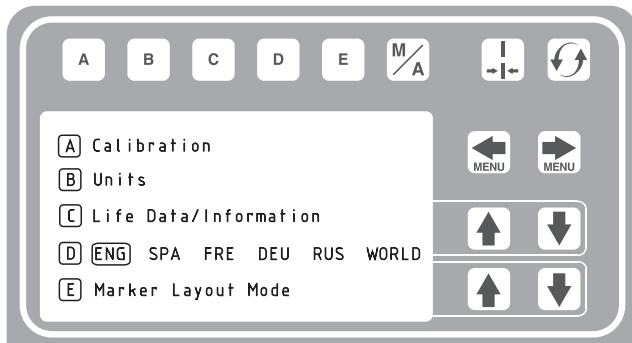 A B C D E M/A
MENU MENU
A Calibration
B Units
C Life Data/Information
D ENG SPA FRE DEU RUS WORLD
E Marker Layout Mode